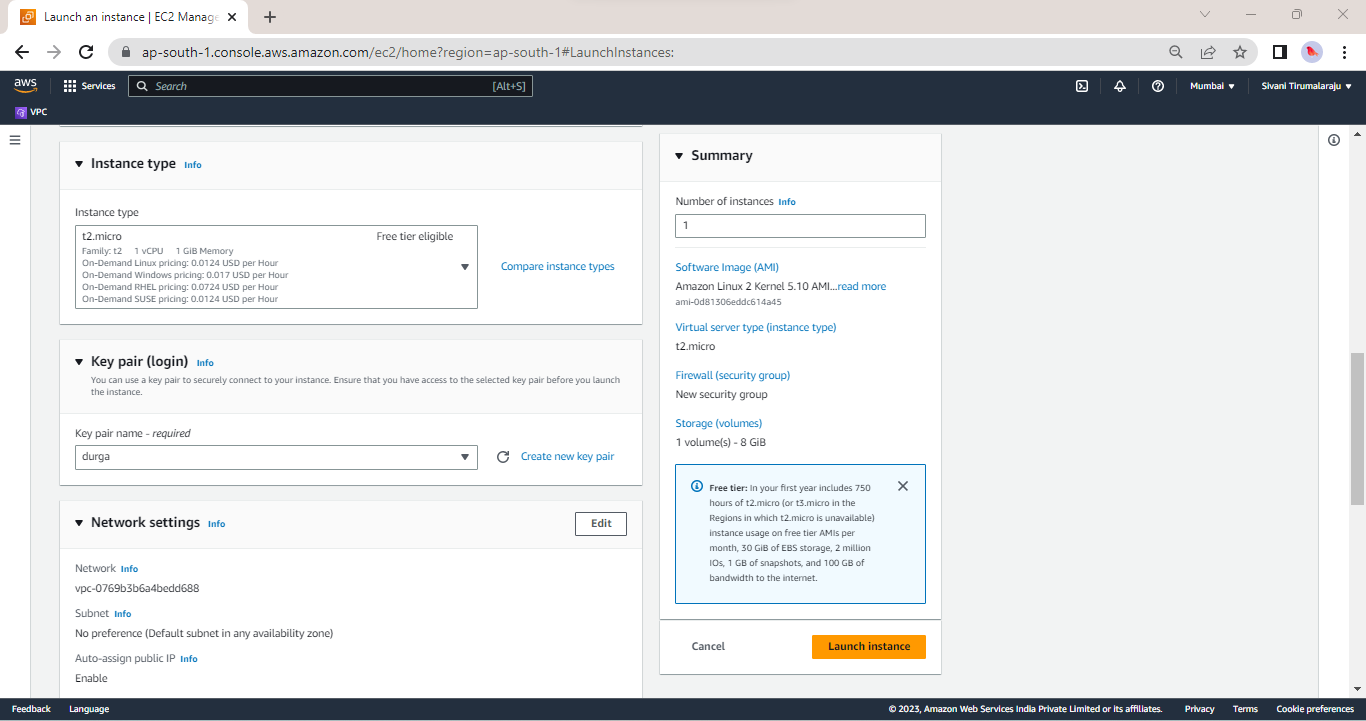 Launch an instance | EC2 Manage
ap-south-1.console.aws.amazon.com/ec2/home?region=ap-south-1#LaunchInstances:
aws
Services
Search
[Alt+S]
Mumbai
Sivani Tirumalaraju
VPC
Instance type Info
Instance type
t2.micro Free tier eligible
Family: t2 1 vCPU 1 GiB Memory
On-Demand Linux pricing: 0.0124 USD per Hour
On-Demand Windows pricing: 0.017 USD per Hour
On-Demand RHEL pricing: 0.0724 USD per Hour
On-Demand SUSE pricing: 0.0124 USD per Hour
Compare instance types
Key pair (login) Info
You can use a key pair to securely connect to your instance. Ensure that you have access to the selected key pair before you launch
the instance.
Key pair name - required
durga
Create new key pair
Network settings Info
Edit
Network Info
vpc-0769b3b6a4bedd688
Subnet Info
No preference (Default subnet in any availability zone)
Auto-assign public IP Info
Enable
Summary
Number of instances Info
1
Software Image (AMI)
Amazon Linux 2 Kernel 5.10 AMI...read more
ami-0d81306eddc614a45
Virtual server type (instance type)
t2.micro
Firewall (security group)
New security group
Storage (volumes)
1 volume(s) - 8 GiB
Free tier: In your first year includes 750
hours of t2.micro (or t3.micro in the
Regions in which t2.micro is unavailable)
instance usage on free tier AMIs per
month, 30 GiB of EBS storage, 2 million
IOs, 1 GB of snapshots, and 100 GB of
bandwidth to the internet.
Cancel
Launch instance
Feedback Language
© 2023, Amazon Web Services India Private Limited or its affiliates. Privacy Terms Cookie preferences